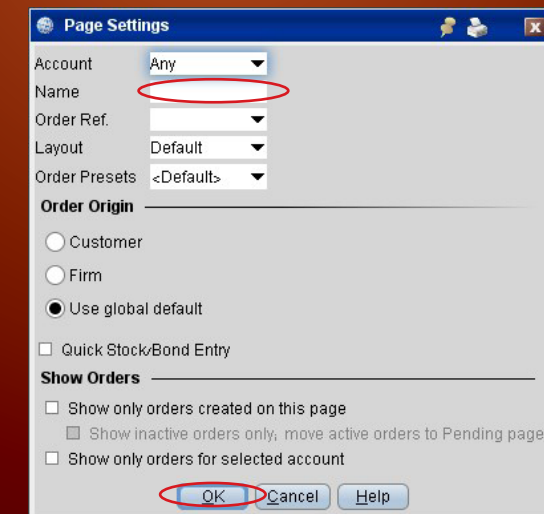 Page Settings
Account Any
Name
Order Ref.
Layout Default
Order Presets <Default>
Order Origin
Customer
Firm
Use global default
Quick Stock/Bond Entry
Show Orders
Show only orders created on this page
Show inactive orders only; move active orders to Pending page
Show only orders for selected account
OK Cancel Help